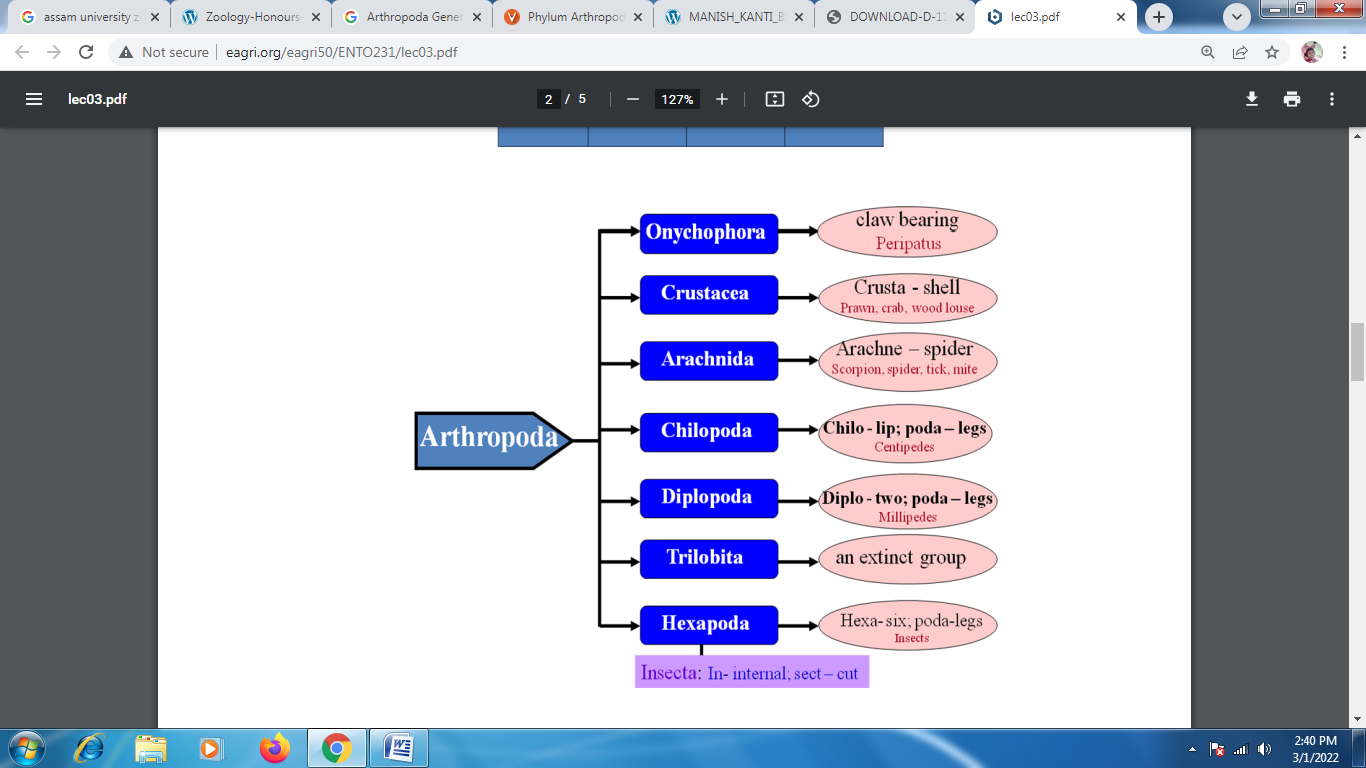 assam university z
Zoology-Honours
Arthropoda Gener
Phylum Arthropod
MANISH_KANTI_B
DOWNLOAD-D-11
lec03.pdf
Not secure
eagri.org/eagri50/ENTO231/lec03.pdf
lec03.pdf
2 / 5
127%
Onychophora
claw bearing
Peripatus
Crustacea
Crusta - shell
Prawn, crab, wood louse
Arachnida
Arachne – spider
Scorpion, spider, tick, mite
Arthropoda
Chilopoda
Chilo - lip; poda – legs
Centipedes
Diplopoda
Diplo - two; poda – legs
Millipedes
Trilobita
an extinct group
Hexapoda
Hexa- six; poda-legs
Insects
Insecta: In- internal; sect – cut
2:40 PM
3/1/2022